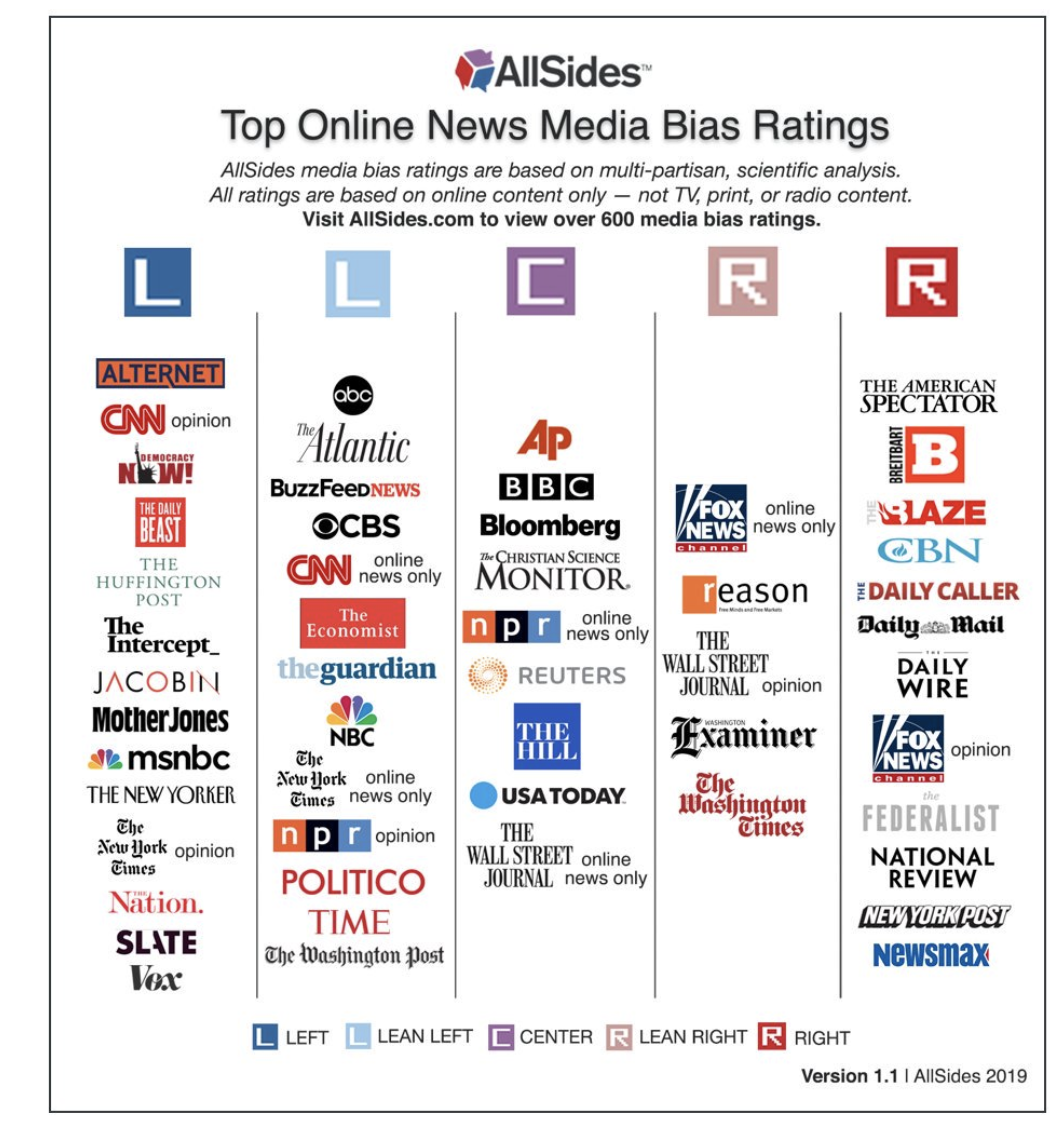 AllSides™
Top Online News Media Bias Ratings
AllSides media bias ratings are based on multi-partisan, scientific analysis.
All ratings are based on online content only — not TV, print, or radio content.
Visit AllSides.com to view over 600 media bias ratings.
L
L
C
R
R
ALTERNET
CNN opinion
DEMOCRACY
NOW!
THE DAILY
BEAST
THE
HUFFINGTON
POST
The
Intercept_
JACOBIN
Mother Jones
msnbc
THE NEW YORKER
The
New York
Times
opinion
THE
Nation.
SLATE
Vox
abc
The
Atlantic
BuzzFeedNEWS
CBS
CNN
online
news only
The
Economist
theguardian
NBC
The
New York
Times
online
news only
npr opinion
POLITICO
TIME
The Washington Post
AP
BBC
Bloomberg
The CHRISTIAN SCIENCE
MONITOR®
npr
online
news only
REUTERS
THE
HILL
USA TODAY
THE
WALL STREET
JOURNAL
online
news only
FOX
NEWS
channel
online
news only
reason
Free Minds and Free Markets
THE
WALL STREET
JOURNAL opinion
WASHINGTON
Examiner
The
Washington
Times
THE AMERICAN
SPECTATOR
BREITBART
B
THE
BLAZE
CBN
THE DAILY CALLER
Daily Mail
THE
DAILY
WIRE
FOX
NEWS
channel
opinion
the
FEDERALIST
NATIONAL
REVIEW
NEW YORK POST
Newsmax
L LEFT L LEAN LEFT C CENTER R LEAN RIGHT R RIGHT
Version 1.1 | AllSides 2019